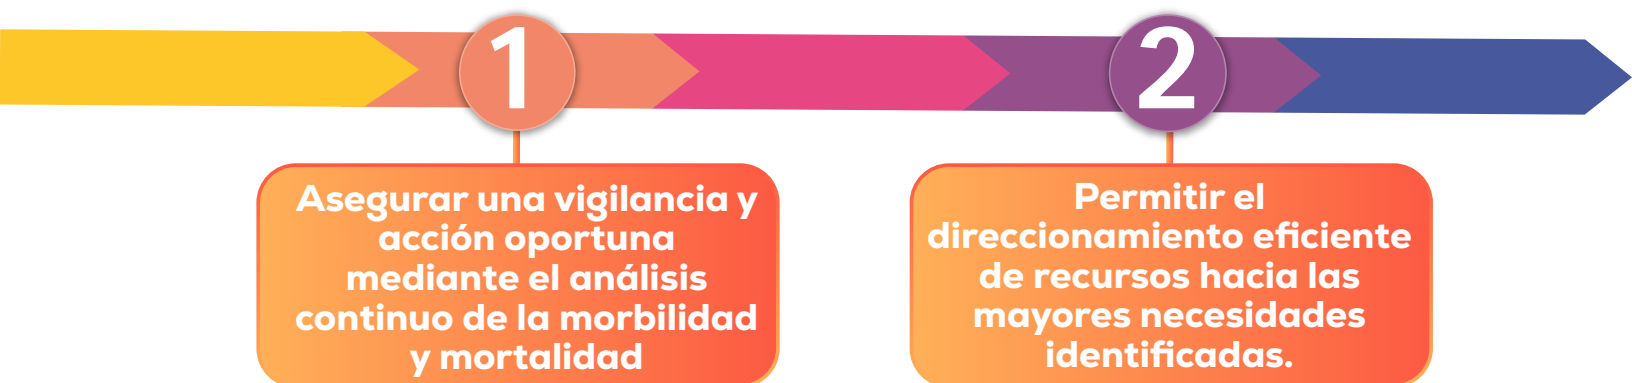 1
Asegurar una vigilancia y
acción oportuna
mediante el análisis
continuo de la morbilidad
y mortalidad
2
Permitir el
direccionamiento eficiente
de recursos hacia las
mayores necesidades
identificadas.